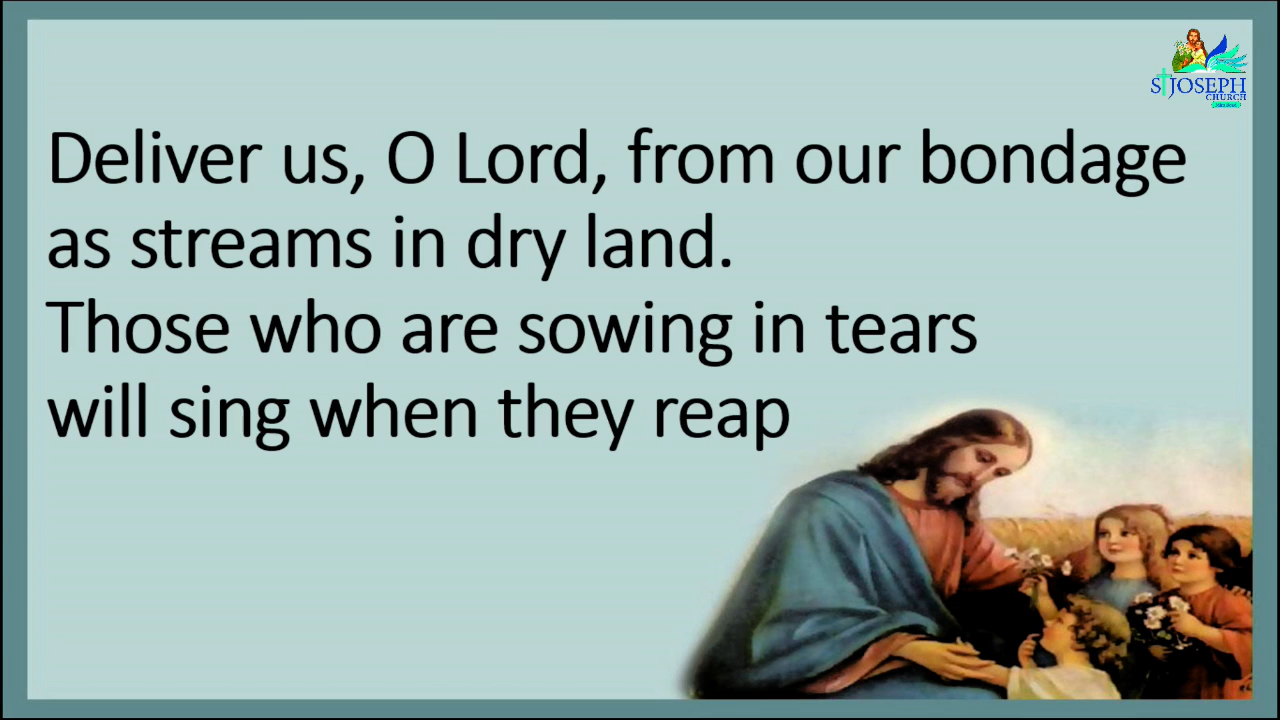 ST JOSEPH
CHURCH
Deliver us, O Lord, from our bondage
as streams in dry land.
Those who are sowing in tears
will sing when they reap